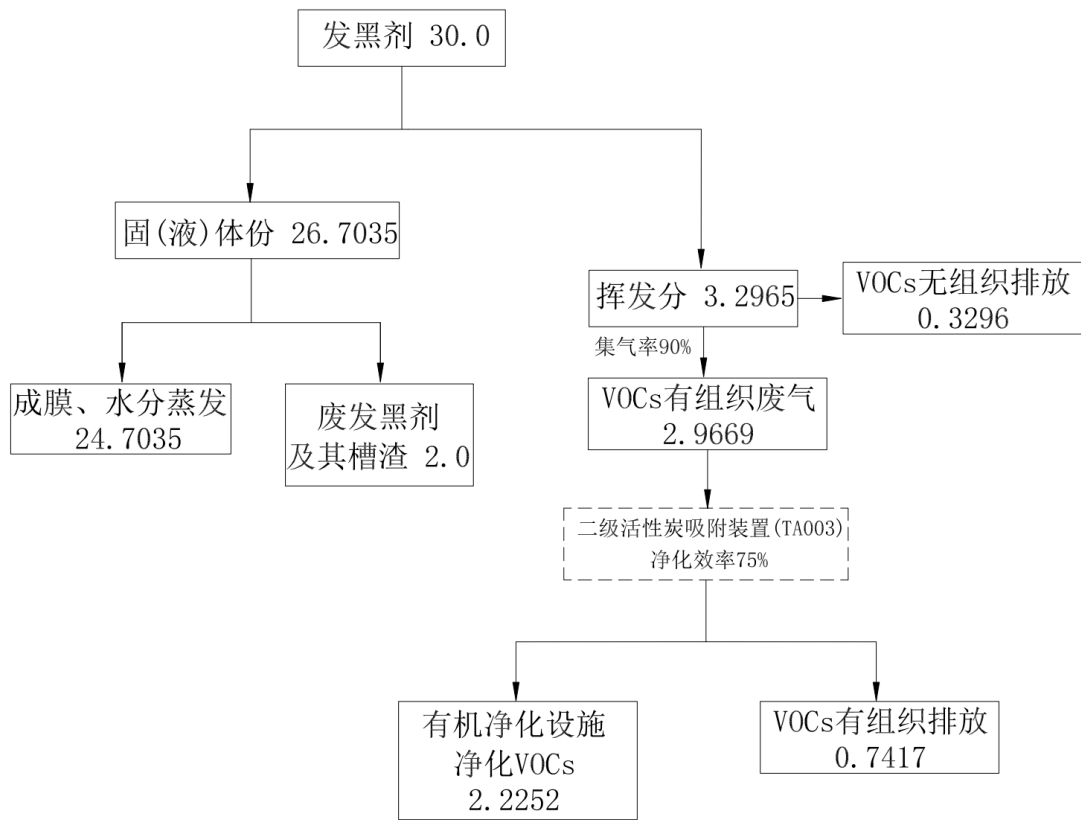 发黑剂 30.0
固(液)体份 26.7035
挥发分 3.2965
VOCs无组织排放
0.3296
集气率90%
成膜、水分蒸发
24.7035
废发黑剂
及其槽渣 2.0
VOCs有组织废气
2.9669
二级活性炭吸附装置(TA003)
净化效率75%
有机净化设施
净化VOCs
2.2252
VOCs有组织排放
0.7417